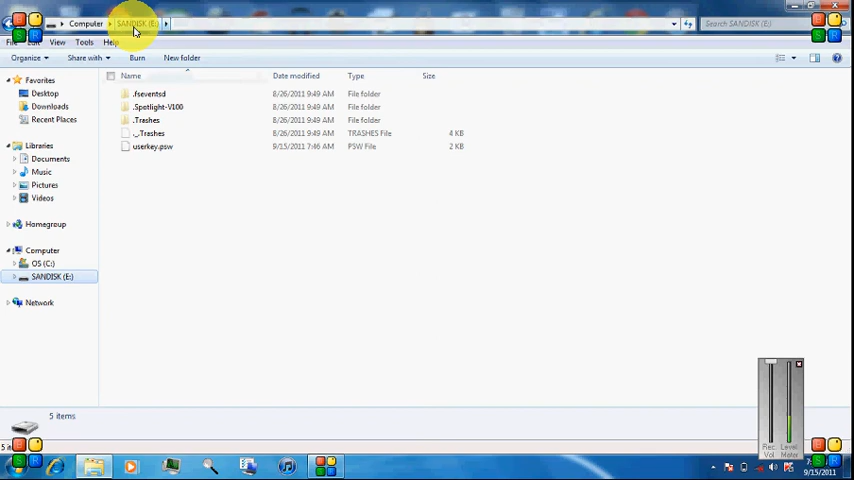 Computer SANDISK (E:) Search SANDISK (E:)
File Edit View Tools Help
Organize Share with Burn New folder
Name Date modified Type Size
Favorites
Desktop
Downloads
Recent Places
Libraries
Documents
Music
Pictures
Videos
Homegroup
Computer
OS (C:)
SANDISK (E:)
Network
.fseventsd 8/26/2011 9:49 AM File folder
.Spotlight-V100 8/26/2011 9:49 AM File folder
.Trashes 8/26/2011 9:49 AM File folder
._.Trashes 8/26/2011 9:49 AM TRASHES File 4 KB
userkey.psw 9/15/2011 7:46 AM PSW File 2 KB
5 items
Rec. Vol Level Meter
B
S R
B
S R
B
S R
B
S R
9/15/2011